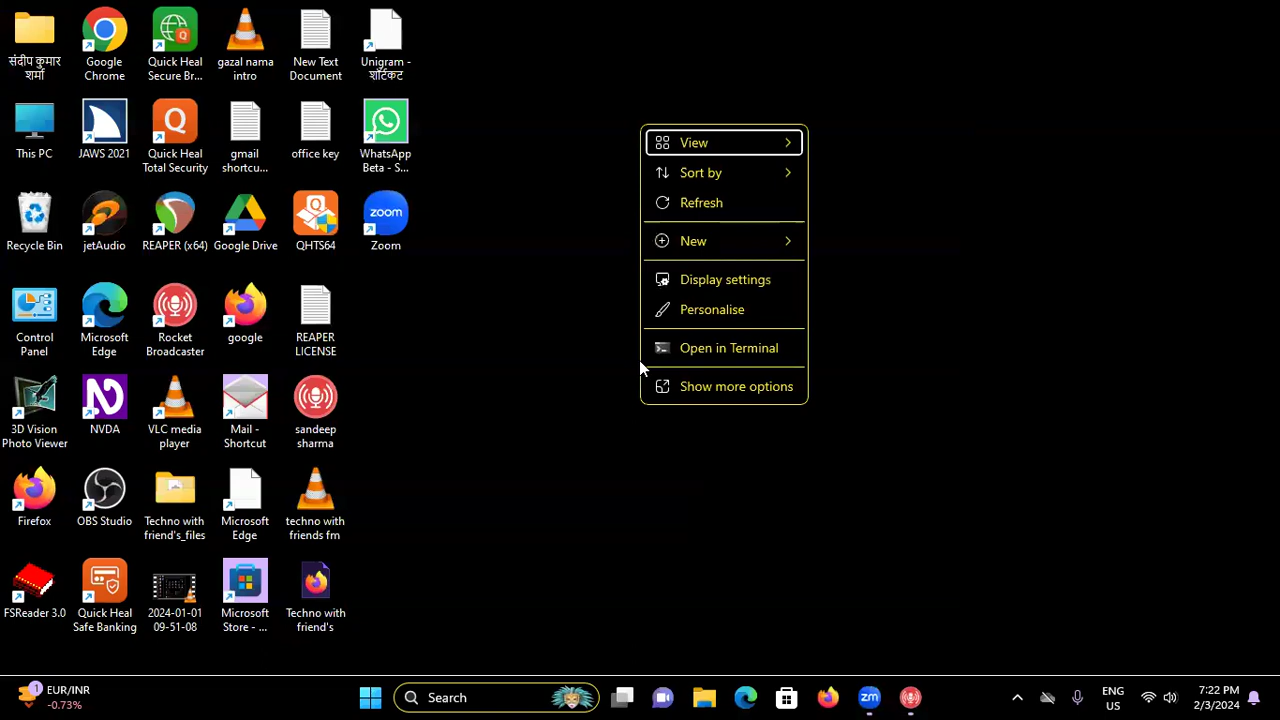 संदीप कुमार
शर्मा
Google
Chrome
Quick Heal
Secure Br...
gazal nama
intro
New Text
Document
Unigram -
शॉर्टकट
This PC
JAWS 2021
Quick Heal
Total Security
gmail
shortcu...
office key
WhatsApp
Beta - S...
Recycle Bin
jetAudio
REAPER (x64)
Google Drive
QHTS64
zoom
Zoom
Control
Panel
Microsoft
Edge
Rocket
Broadcaster
google
REAPER
LICENSE
3D Vision
Photo Viewer
NVDA
VLC media
player
Mail -
Shortcut
sandeep
sharma
Firefox
OBS Studio
Techno with
friend's_files
Microsoft
Edge
techno with
friends fm
FSReader 3.0
Quick Heal
Safe Banking
2024-01-01
09-51-08
Microsoft
Store - ...
Techno with
friend's
View
Sort by
Refresh
New
Display settings
Personalise
Open in Terminal
Show more options
1
EUR/INR
-0.73%
Search
zm
ENG
US
7:22 PM
2/3/2024